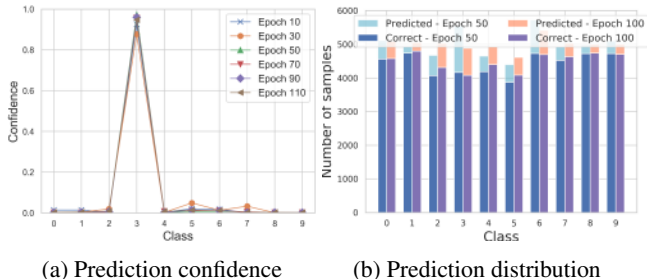 1.0
0.8
0.6
0.4
0.2
0.0
Confidence
Epoch 10
Epoch 30
Epoch 50
Epoch 70
Epoch 90
Epoch 110
0 1 2 3 4 5 6 7 8 9
Class
(a) Prediction confidence
6000
5000
4000
3000
2000
1000
0
Number of samples
Predicted - Epoch 50 Predicted - Epoch 100
Correct - Epoch 50 Correct - Epoch 100
0 1 2 3 4 5 6 7 8 9
Class
(b) Prediction distribution